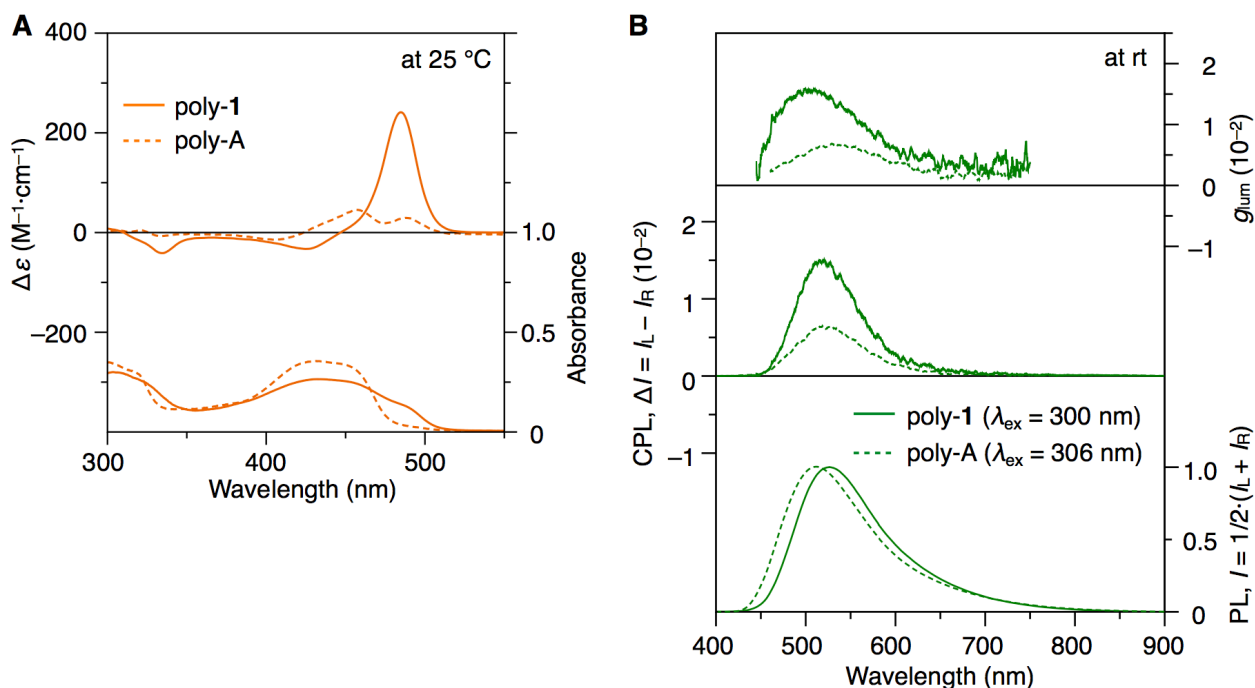 A
400
200
0
−200
Δε (M⁻¹·cm⁻¹)
at 25 °C
poly-1
poly-A
1.0
0.5
0
Absorbance
300
400
500
Wavelength (nm)
B
at rt
2
1
0
−1
glum (10⁻²)
2
1
0
−1
CPL, ΔI = IL − IR (10⁻²)
poly-1 (λex = 300 nm)
poly-A (λex = 306 nm)
1.0
0.5
0
PL, I = 1/2·(IL + IR)
400
500
600
700
800
900
Wavelength (nm)